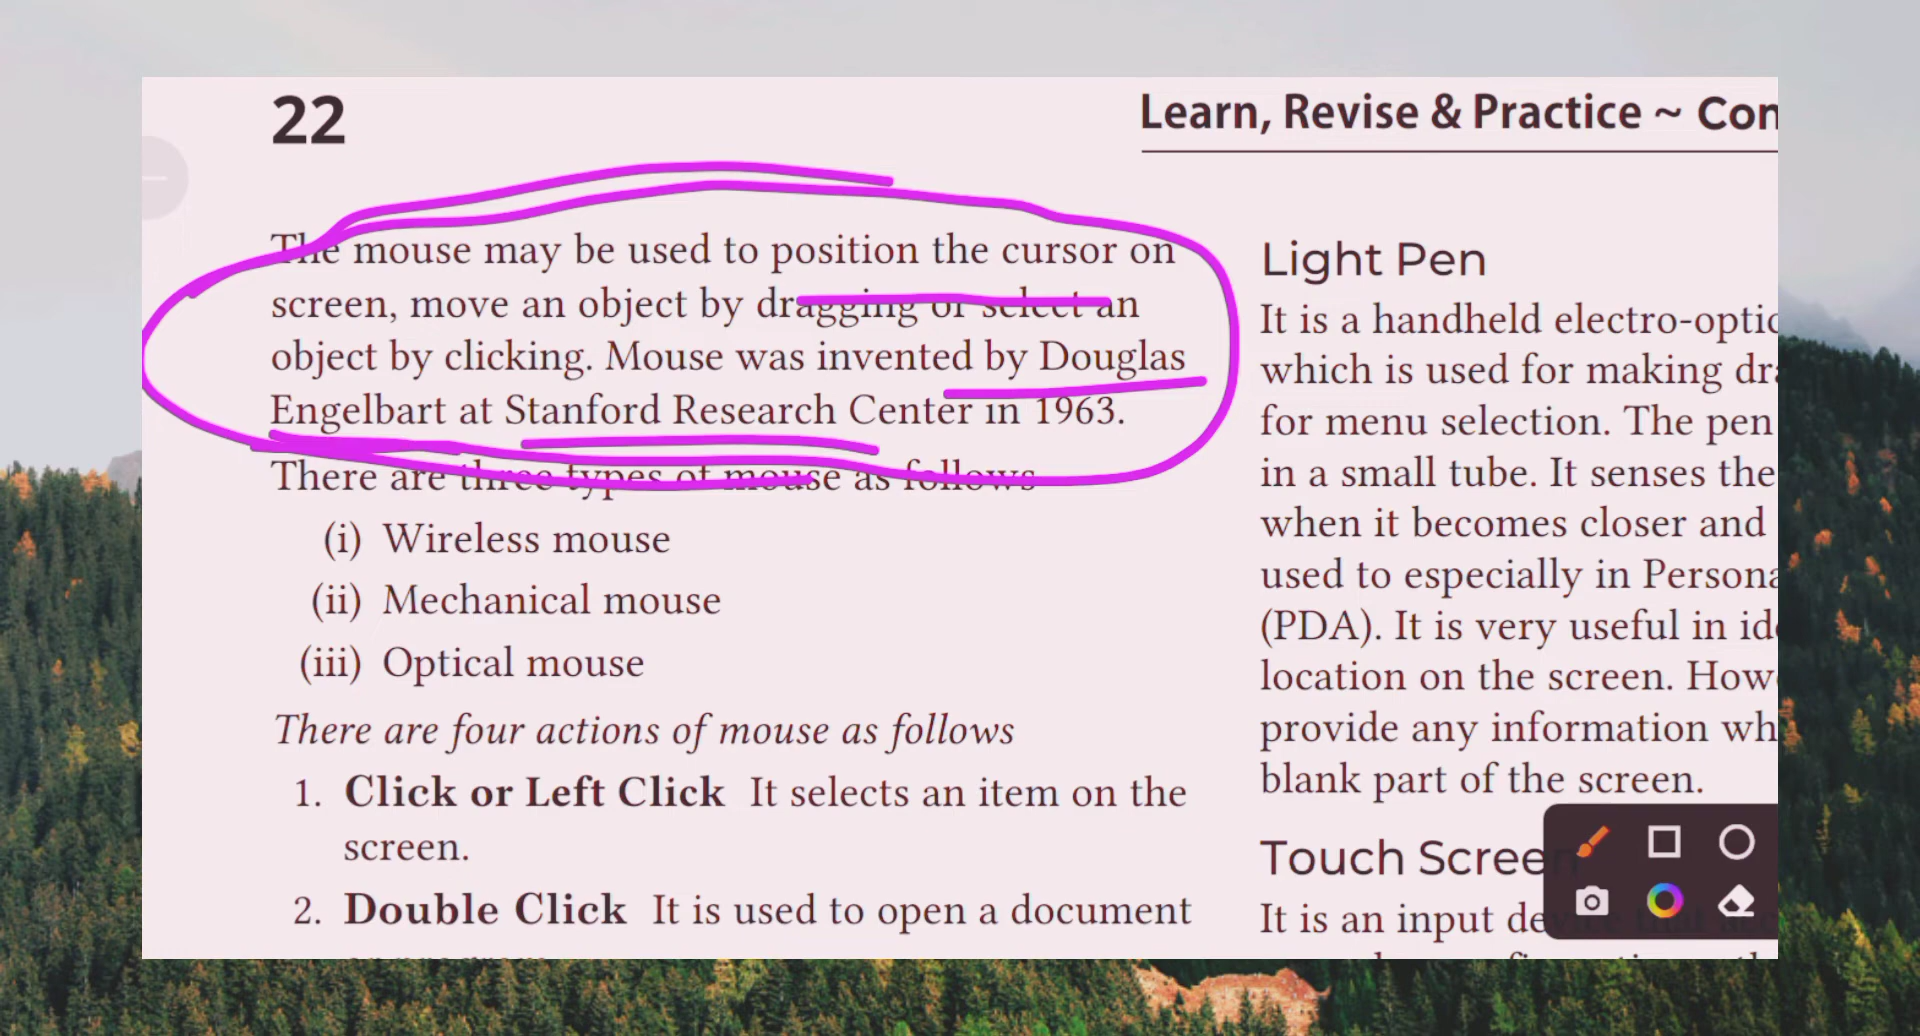 22
Learn, Revise & Practice ~ Con
The mouse may be used to position the cursor on
screen, move an object by dragging or select an
object by clicking. Mouse was invented by Douglas
Engelbart at Stanford Research Center in 1963.
There are three types of mouse as follows
(i) Wireless mouse
(ii) Mechanical mouse
(iii) Optical mouse
There are four actions of mouse as follows
1. Click or Left Click It selects an item on the
screen.
2. Double Click It is used to open a document
Light Pen
It is a handheld electro-optic
which is used for making dra
for menu selection. The pen
in a small tube. It senses the
when it becomes closer and
used to especially in Persona
(PDA). It is very useful in ide
location on the screen. Howe
provide any information wh
blank part of the screen.
Touch Screen
It is an input device that